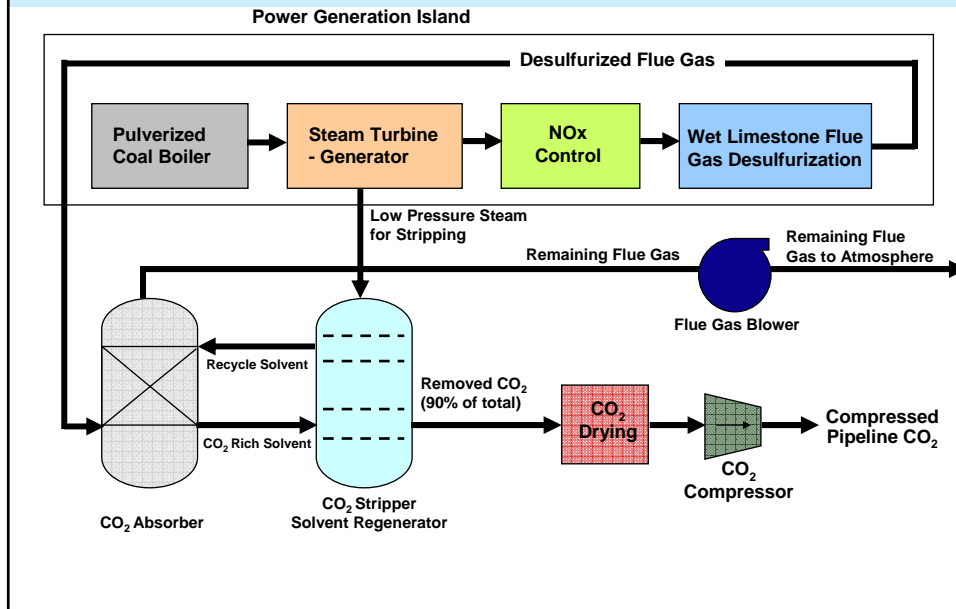 Power Generation Island
Desulfurized Flue Gas
Pulverized
Coal Boiler
Steam Turbine
- Generator
NOx
Control
Wet Limestone Flue
Gas Desulfurization
Low Pressure Steam
for Stripping
Remaining Flue Gas
Remaining Flue
Gas to Atmosphere
Flue Gas Blower
Recycle Solvent
CO₂ Rich Solvent
Removed CO₂
(90% of total)
CO₂
Drying
Compressed
Pipeline CO₂
CO₂
Compressor
CO₂ Absorber
CO₂ Stripper
Solvent Regenerator